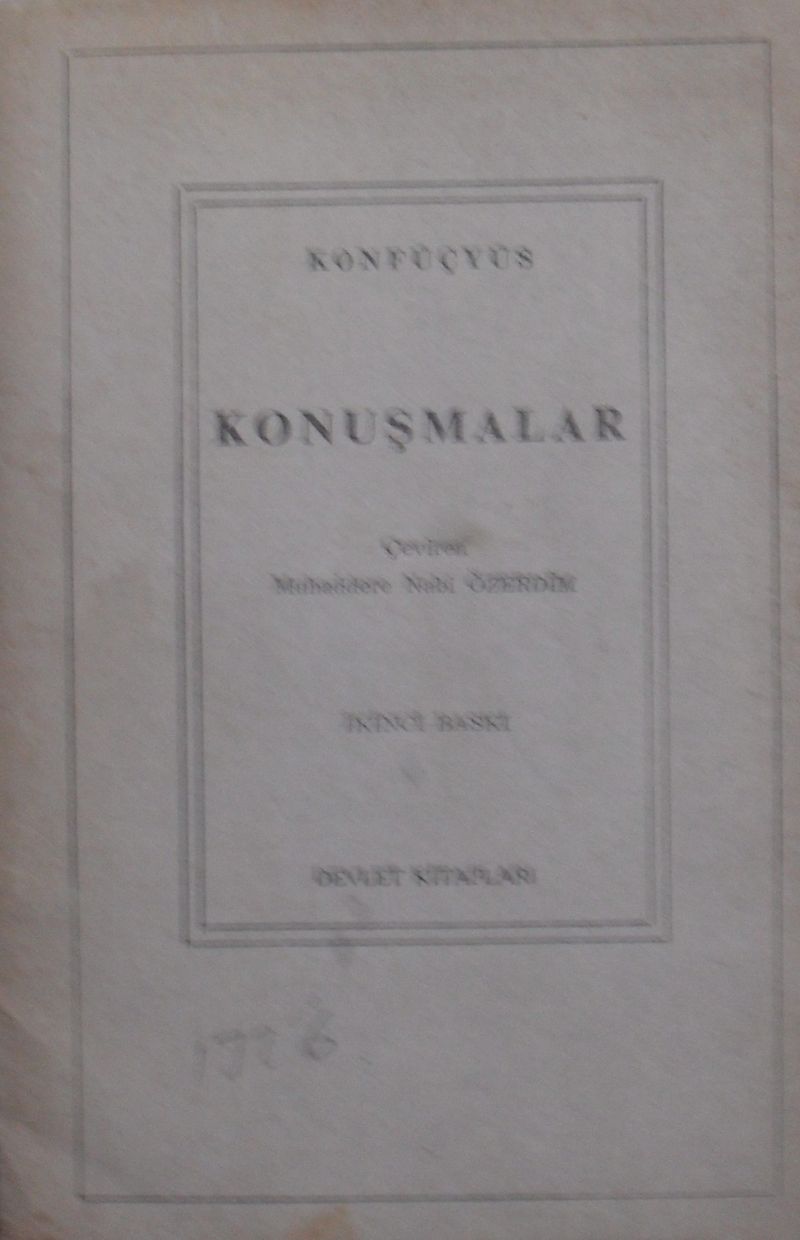 KONFÜÇYÜS
KONUŞMALAR
Çeviren
Muhaddere Nabi ÖZERDİM
İKİNCİ BASKI
DEVLET KİTAPLARI